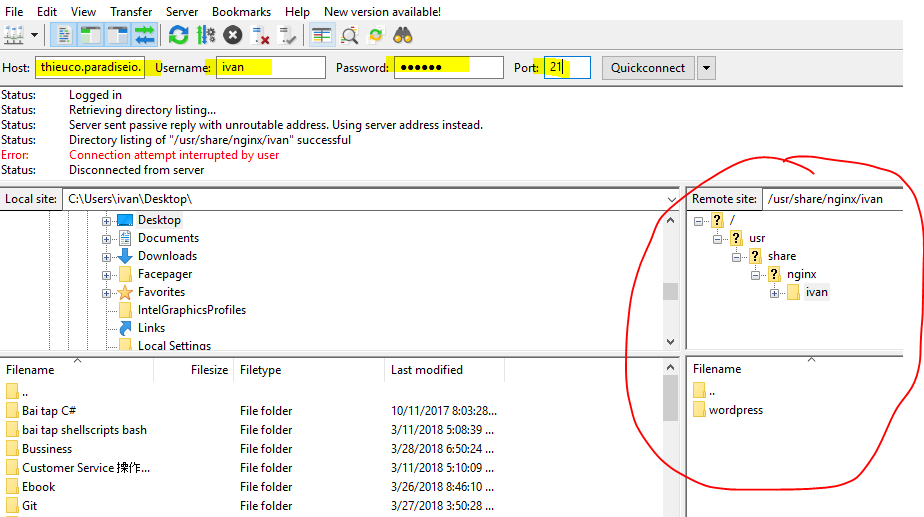 File Edit View Transfer Server Bookmarks Help New version available!
Host: thieuco.paradiseio. Username: ivan Password: ●●●●●● Port: 21 Quickconnect
Status: Logged in
Status: Retrieving directory listing...
Status: Server sent passive reply with unroutable address. Using server address instead.
Status: Directory listing of "/usr/share/nginx/ivan" successful
Error: Connection attempt interrupted by user
Status: Disconnected from server
Local site: C:\Users\ivan\Desktop\
Desktop
Documents
Downloads
Facepager
Favorites
IntelGraphicsProfiles
Links
Local Settings
Filename Filesize Filetype Last modified
..
Bai tap C# File folder 10/11/2017 8:03:28...
bai tap shellscripts bash File folder 3/11/2018 5:08:39 ...
Bussiness File folder 3/28/2018 6:50:24 ...
Customer Service 操作... File folder 3/11/2018 5:10:09 ...
Ebook File folder 3/26/2018 8:46:10 ...
Git File folder 3/27/2018 3:50:28 ...
Remote site: /usr/share/nginx/ivan
/
usr
share
nginx
ivan
Filename
..
wordpress